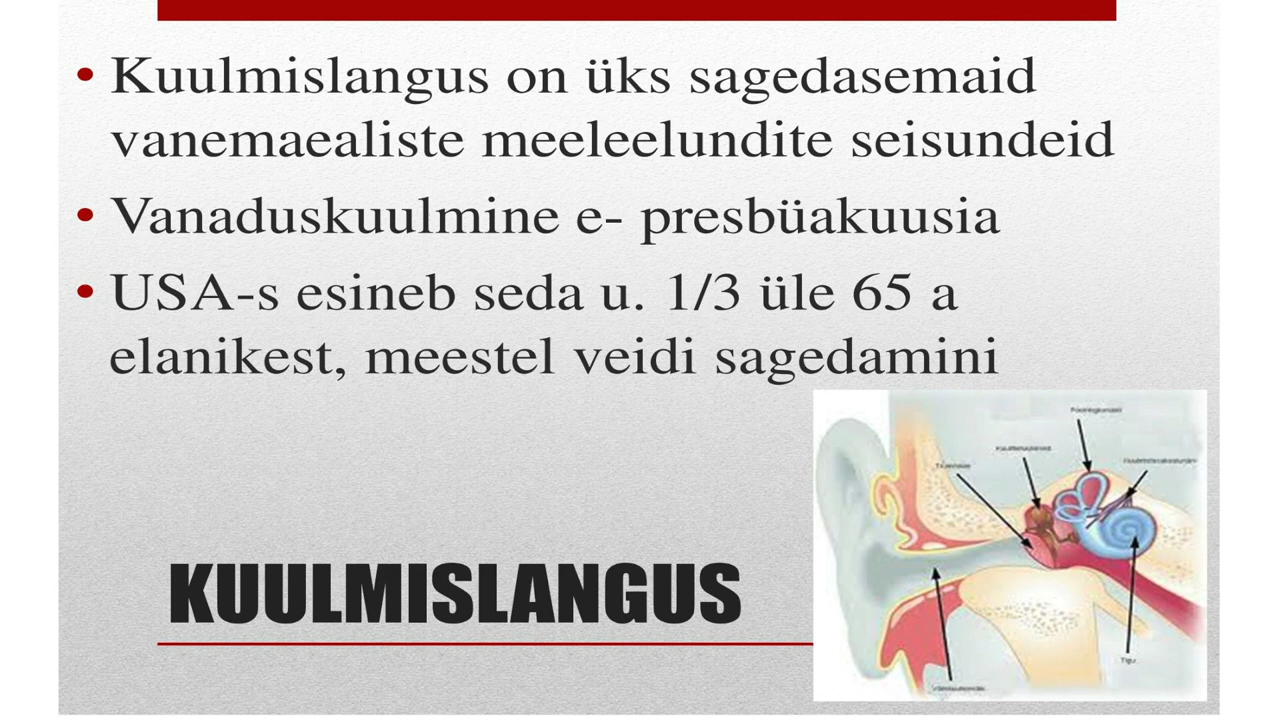 • Kuulmislangus on üks sagedasemaid
vanemaealiste meeleelundite seisundeid
• Vanaduskuulmine e- presbüakuusia
• USA-s esineb seda u. 1/3 üle 65 a
elanikest, meestel veidi sagedamini
KUULMISLANGUS
Tigu